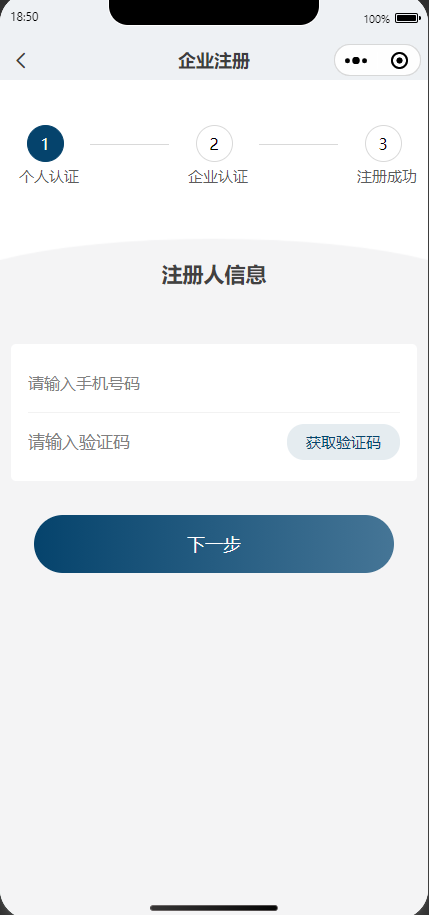 18:50
100%
企业注册
1
2
3
个人认证
企业认证
注册成功
注册人信息
请输入手机号码
请输入验证码
获取验证码
下一步